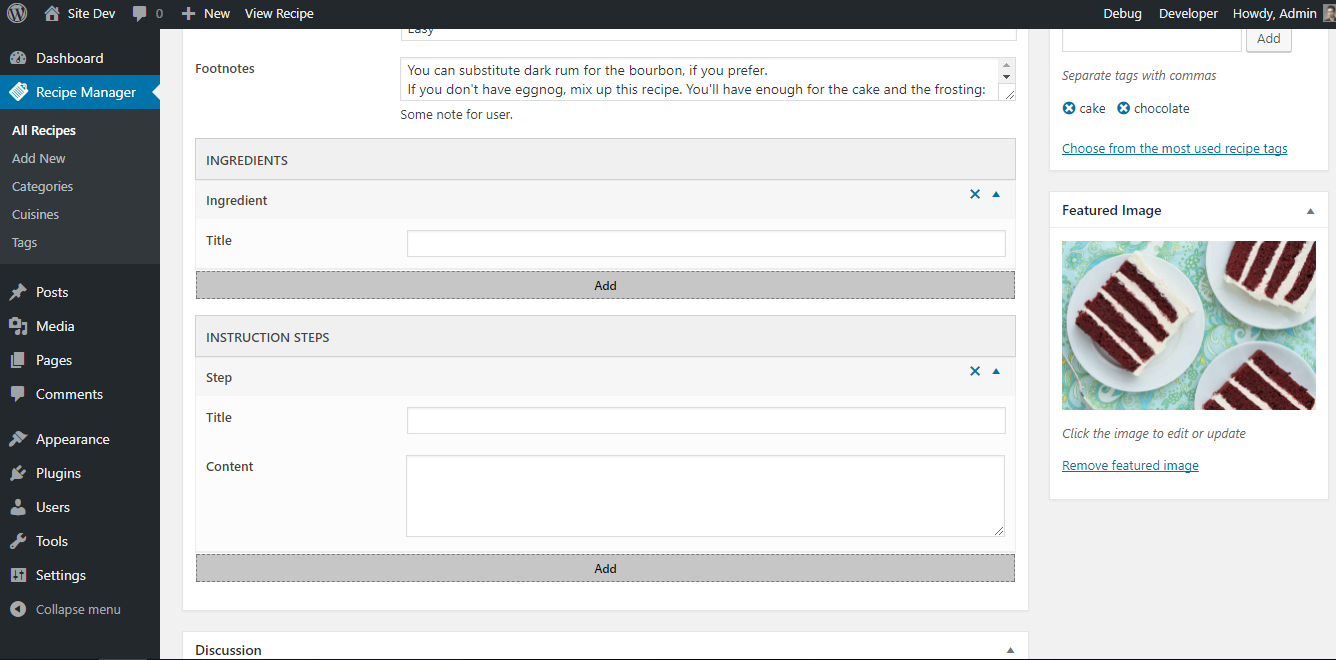 Site Dev
0
New
View Recipe
Debug
Developer
Howdy, Admin
Dashboard
Recipe Manager
All Recipes
Add New
Categories
Cuisines
Tags
Posts
Media
Pages
Comments
Appearance
Plugins
Users
Tools
Settings
Collapse menu
Easy
Footnotes
You can substitute dark rum for the bourbon, if you prefer.
If you don't have eggnog, mix up this recipe. You'll have enough for the cake and the frosting:
Some note for user.
INGREDIENTS
Ingredient
Title
Add
INSTRUCTION STEPS
Step
Title
Content
Add
Discussion
Add
Separate tags with commas
cake
chocolate
Choose from the most used recipe tags
Featured Image
Click the image to edit or update
Remove featured image